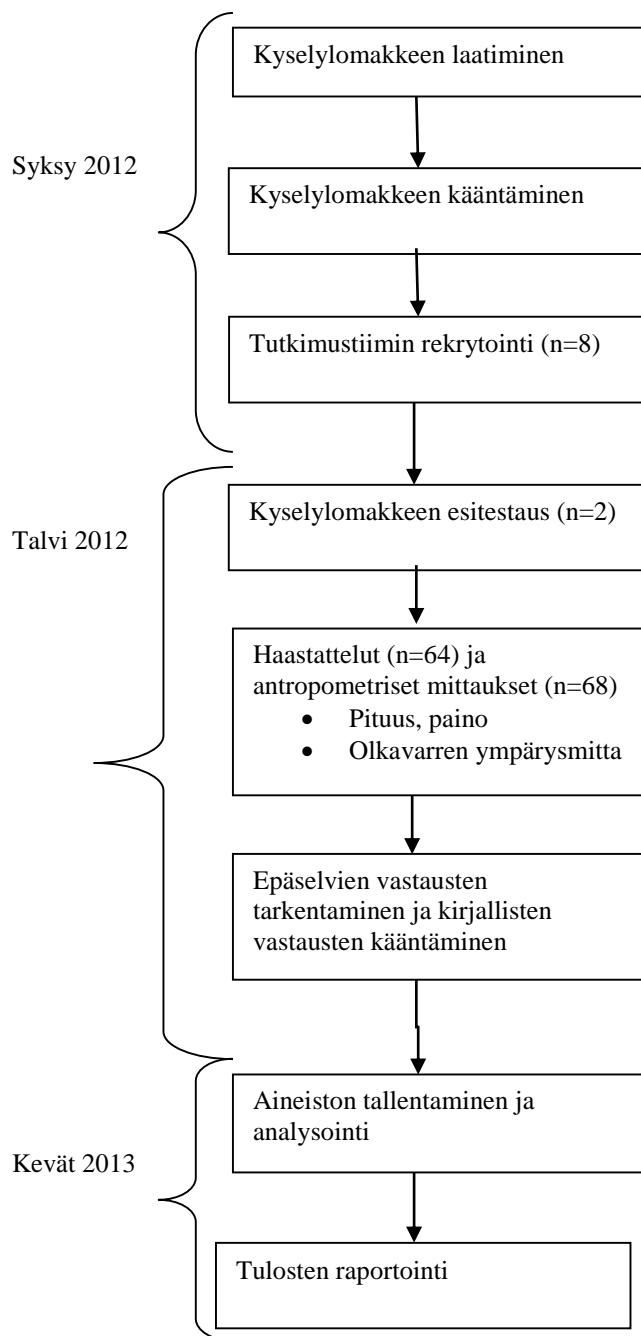 Kyselylomakkeen laatiminen
Syksy 2012
Kyselylomakkeen kääntäminen
Tutkimustiimin rekrytointi (n=8)
Kyselylomakkeen esitestaus (n=2)
Talvi 2012
Haastattelut (n=64) ja
antropometriset mittaukset (n=68)
• Pituus, paino
• Olkavarren ympärysmitta
Epäselvien vastausten
tarkentaminen ja kirjallisten
vastausten kääntäminen
Aineiston tallentaminen ja
analysointi
Kevät 2013
Tulosten raportointi